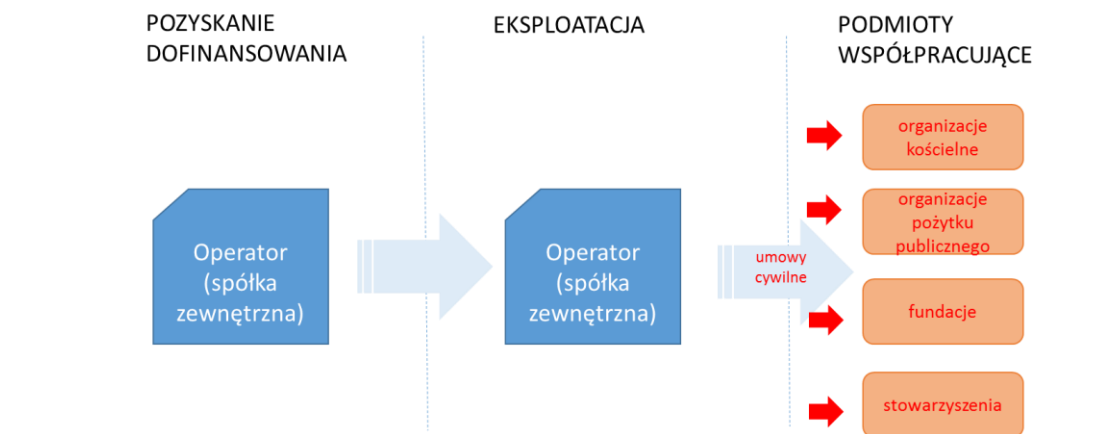 POZYSKANIE
DOFINANSOWANIA
EKSPLOATACJA
PODMIOTY
WSPÓŁPRACUJĄCE
Operator
(spółka
zewnętrzna)
Operator
(spółka
zewnętrzna)
umowy
cywilne
organizacje
kościelne
organizacje
pożytku
publicznego
fundacje
stowarzyszenia